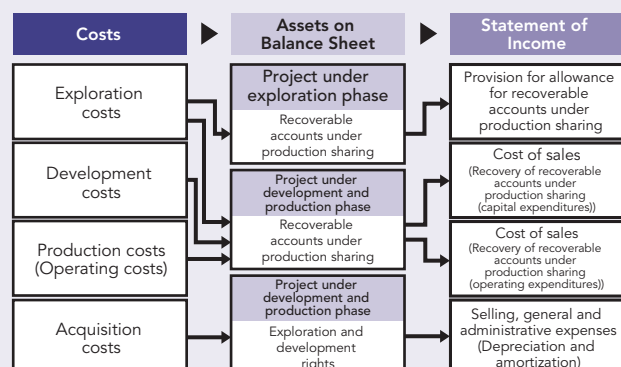 Costs
Assets on
Balance Sheet
Statement of
Income
Exploration
costs
Development
costs
Production costs
(Operating costs)
Acquisition
costs
Project under
exploration phase
Recoverable
accounts under
production sharing
Project under
development and
production phase
Recoverable
accounts under
production sharing
Project under
development and
production phase
Exploration and
development
rights
Provision for allowance
for recoverable
accounts under
production sharing
Cost of sales
(Recovery of recoverable
accounts under
production sharing
(capital expenditures))
Cost of sales
(Recovery of recoverable
accounts under
production sharing
(operating expenditures))
Selling, general and
administrative expenses
(Depreciation and
amortization)